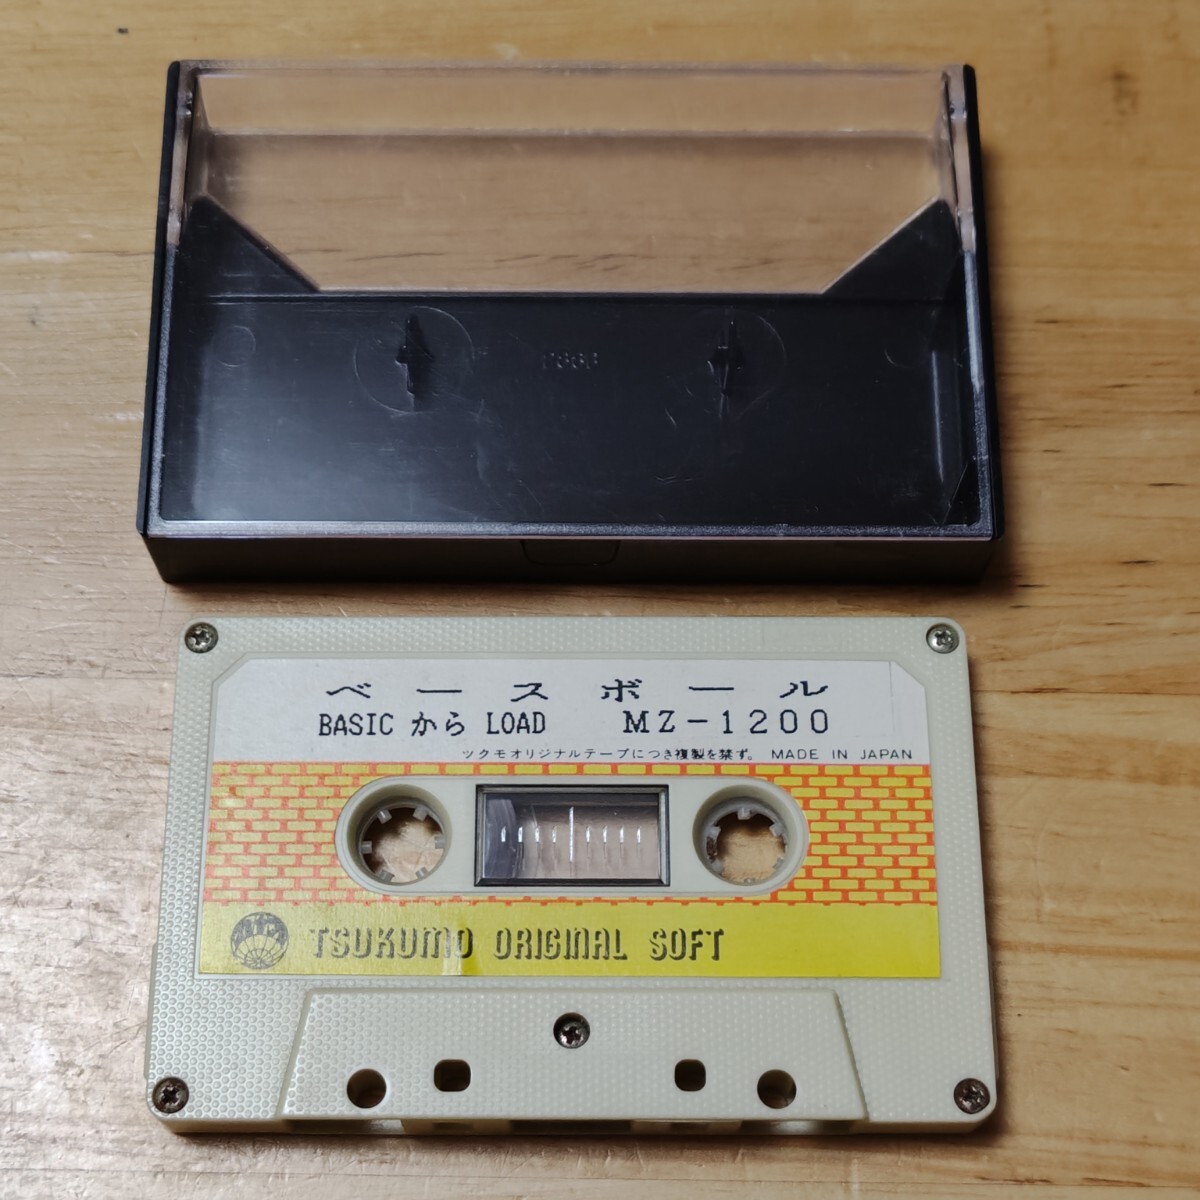 ベースボール
BASIC から LOAD MZ-1200
ツクモオリジナルテープにつき複製を禁ず。 MADE IN JAPAN
TSUKUMO ORIGINAL SOFT